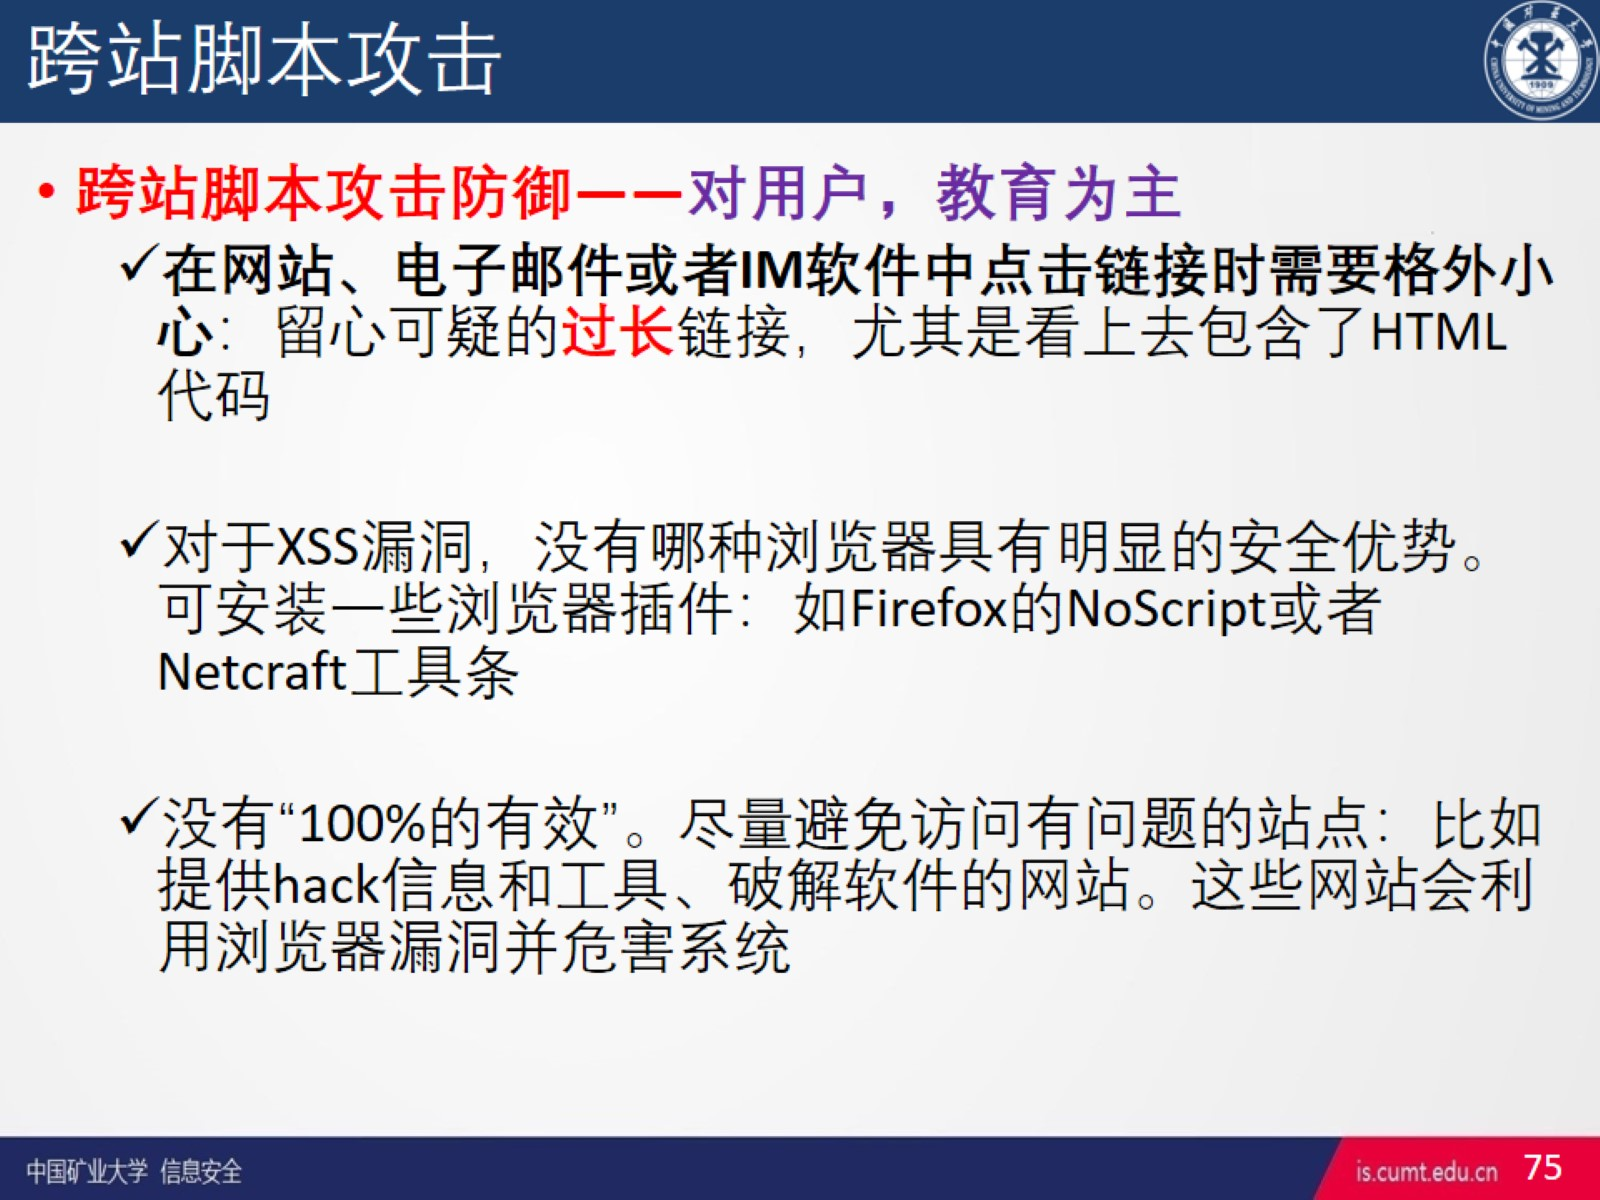 跨站脚本攻击
1909
• 跨站脚本攻击防御——对用户，教育为主
✓在网站、电子邮件或者IM软件中点击链接时需要格外小
心：留心可疑的过长链接，尤其是看上去包含了HTML
代码
✓对于XSS漏洞，没有哪种浏览器具有明显的安全优势。
可安装一些浏览器插件：如Firefox的NoScript或者
Netcraft工具条
✓没有“100%的有效”。尽量避免访问有问题的站点：比如
提供hack信息和工具、破解软件的网站。这些网站会利
用浏览器漏洞并危害系统
中国矿业大学 信息安全
is.cumt.edu.cn 75